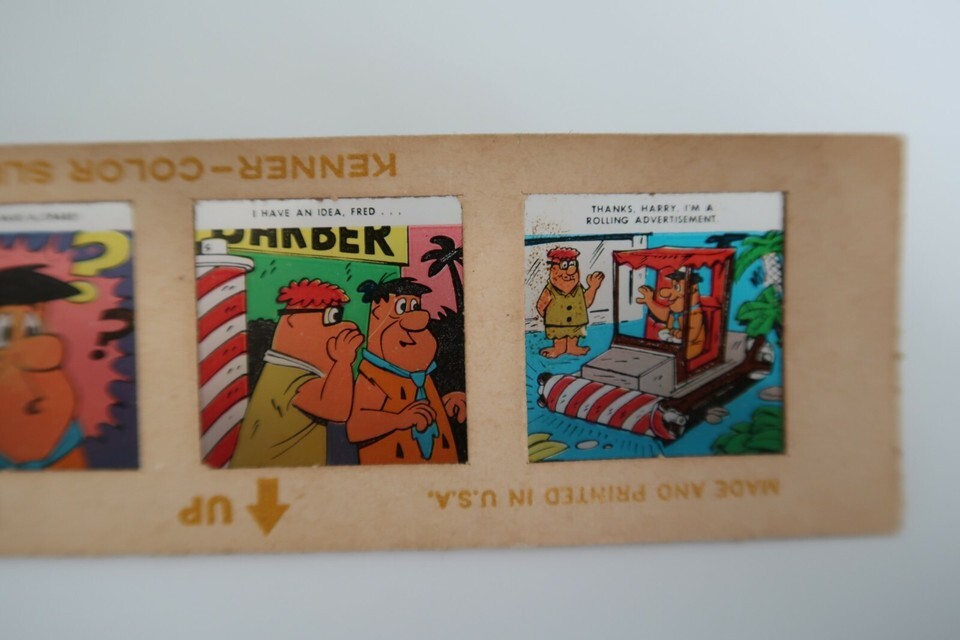 KENNER-COLOR
I HAVE AN IDEA, FRED . . .
BARBER
THANKS, HARRY. I'M A
ROLLING ADVERTISEMENT.
?
?
UP
MADE AND PRINTED IN U.S.A.